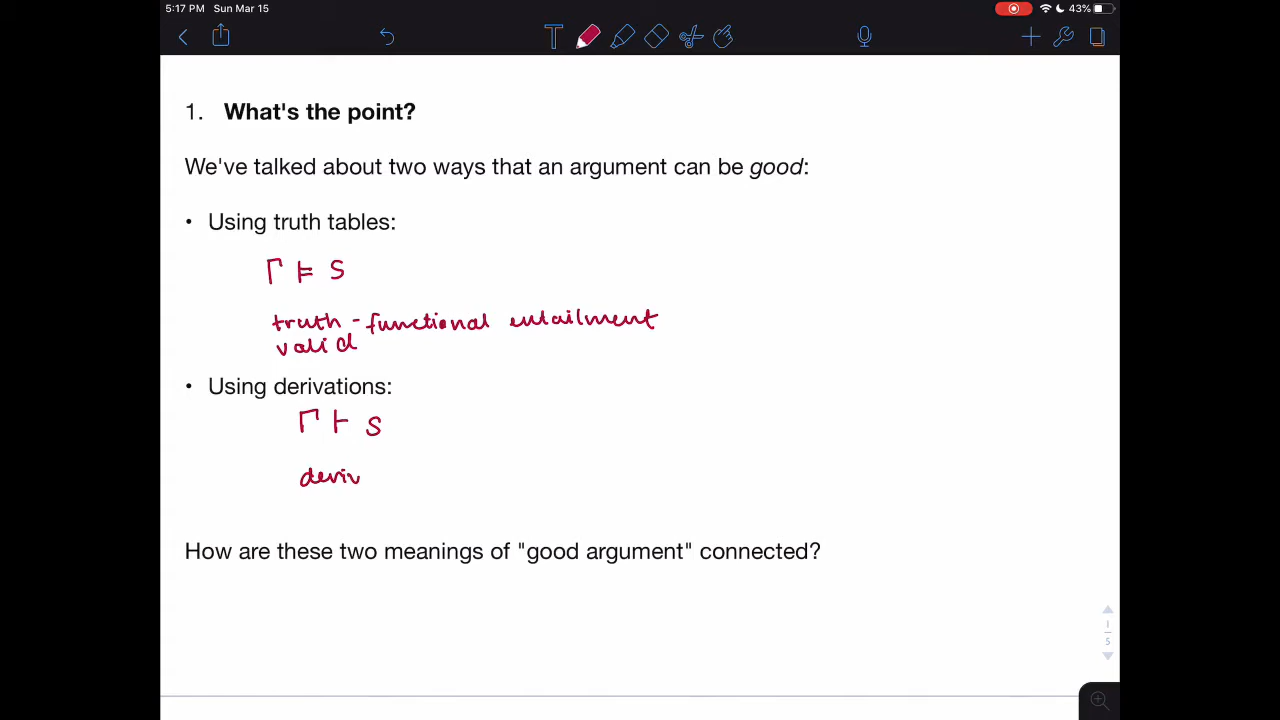 5:17 PM Sun Mar 15 43%
T
1. What's the point?
We've talked about two ways that an argument can be good:
• Using truth tables:
Γ ⊨ S
truth-functional entailment
valid
• Using derivations:
Γ ⊢ S
deriv
How are these two meanings of "good argument" connected?
1
5